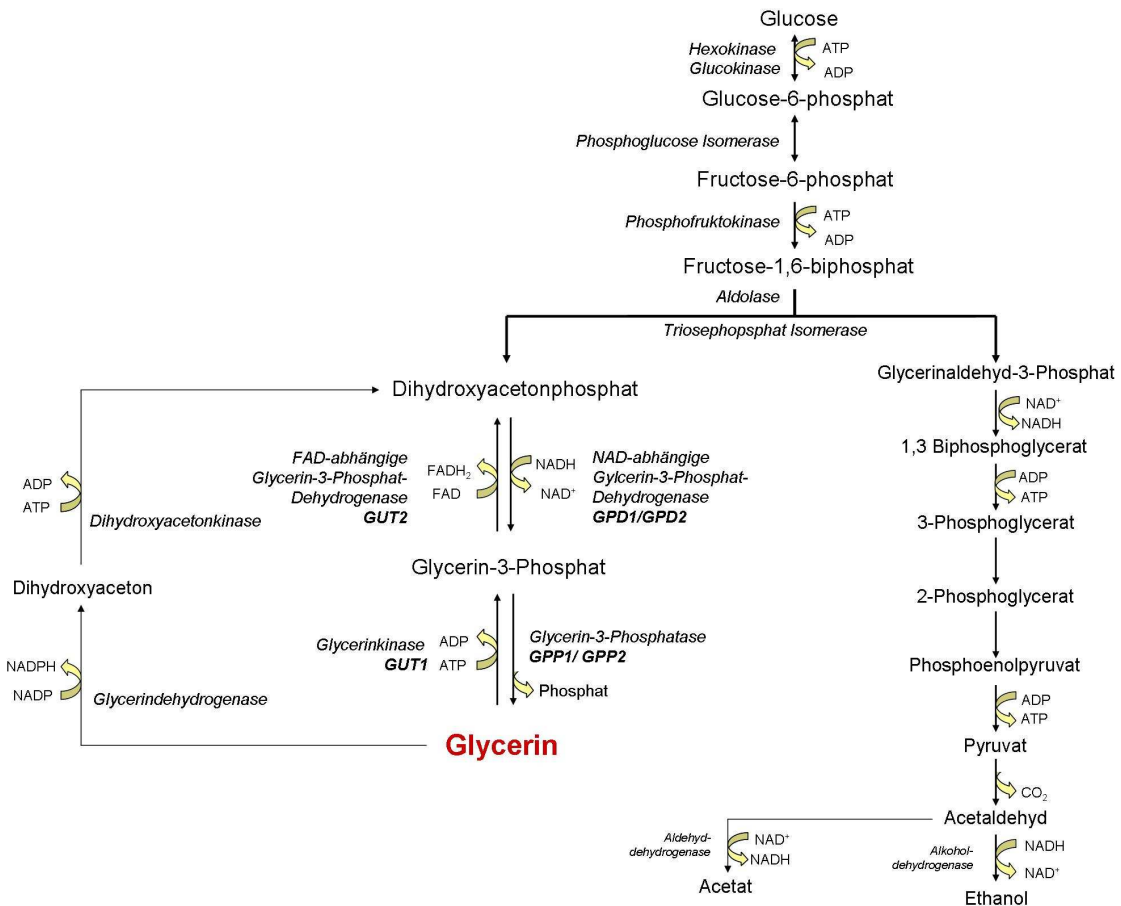 Glucose
Hexokinase
Glucokinase
ATP
ADP
Glucose-6-phosphat
Phosphoglucose Isomerase
Fructose-6-phosphat
Phosphofruktokinase
ATP
ADP
Fructose-1,6-biphosphat
Aldolase
Triosephopsphat Isomerase
Dihydroxyacetonphosphat
FAD-abhängige
Glycerin-3-Phosphat-
Dehydrogenase
GUT2
FADH₂
FAD
NADH
NAD⁺
NAD-abhängige
Gylcerin-3-Phosphat-
Dehydrogenase
GPD1/GPD2
ADP
ATP
Dihydroxyacetonkinase
Glycerin-3-Phosphat
Dihydroxyaceton
Glycerinkinase
GUT1
ADP
ATP
Glycerin-3-Phosphatase
GPP1/ GPP2
Phosphat
NADPH
NADP
Glycerindehydrogenase
Glycerin
Glycerinaldehyd-3-Phosphat
NAD⁺
NADH
1,3 Biphosphoglycerat
ADP
ATP
3-Phosphoglycerat
2-Phosphoglycerat
Phosphoenolpyruvat
ADP
ATP
Pyruvat
CO₂
Acetaldehyd
Aldehyd-
dehydrogenase
NAD⁺
NADH
Acetat
Alkohol-
dehydrogenase
NADH
NAD⁺
Ethanol